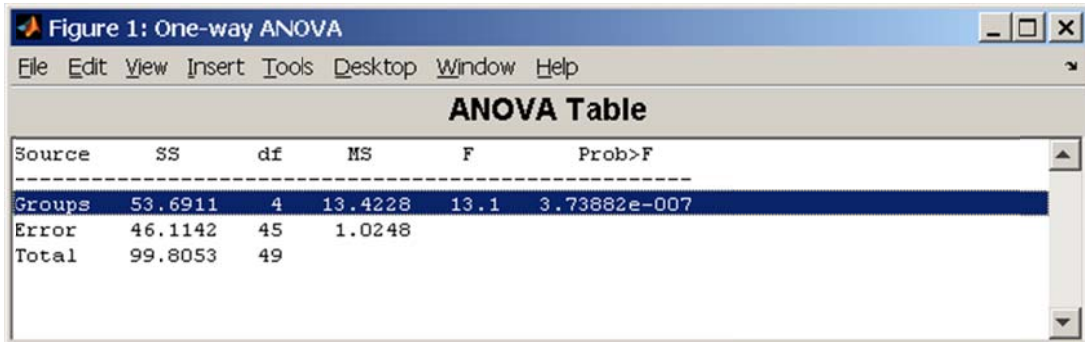 Figure 1: One-way ANOVA
File Edit View Insert Tools Desktop Window Help
ANOVA Table
Source SS df MS F Prob>F
Groups 53.6911 4 13.4228 13.1 3.73882e-007
Error 46.1142 45 1.0248
Total 99.8053 49